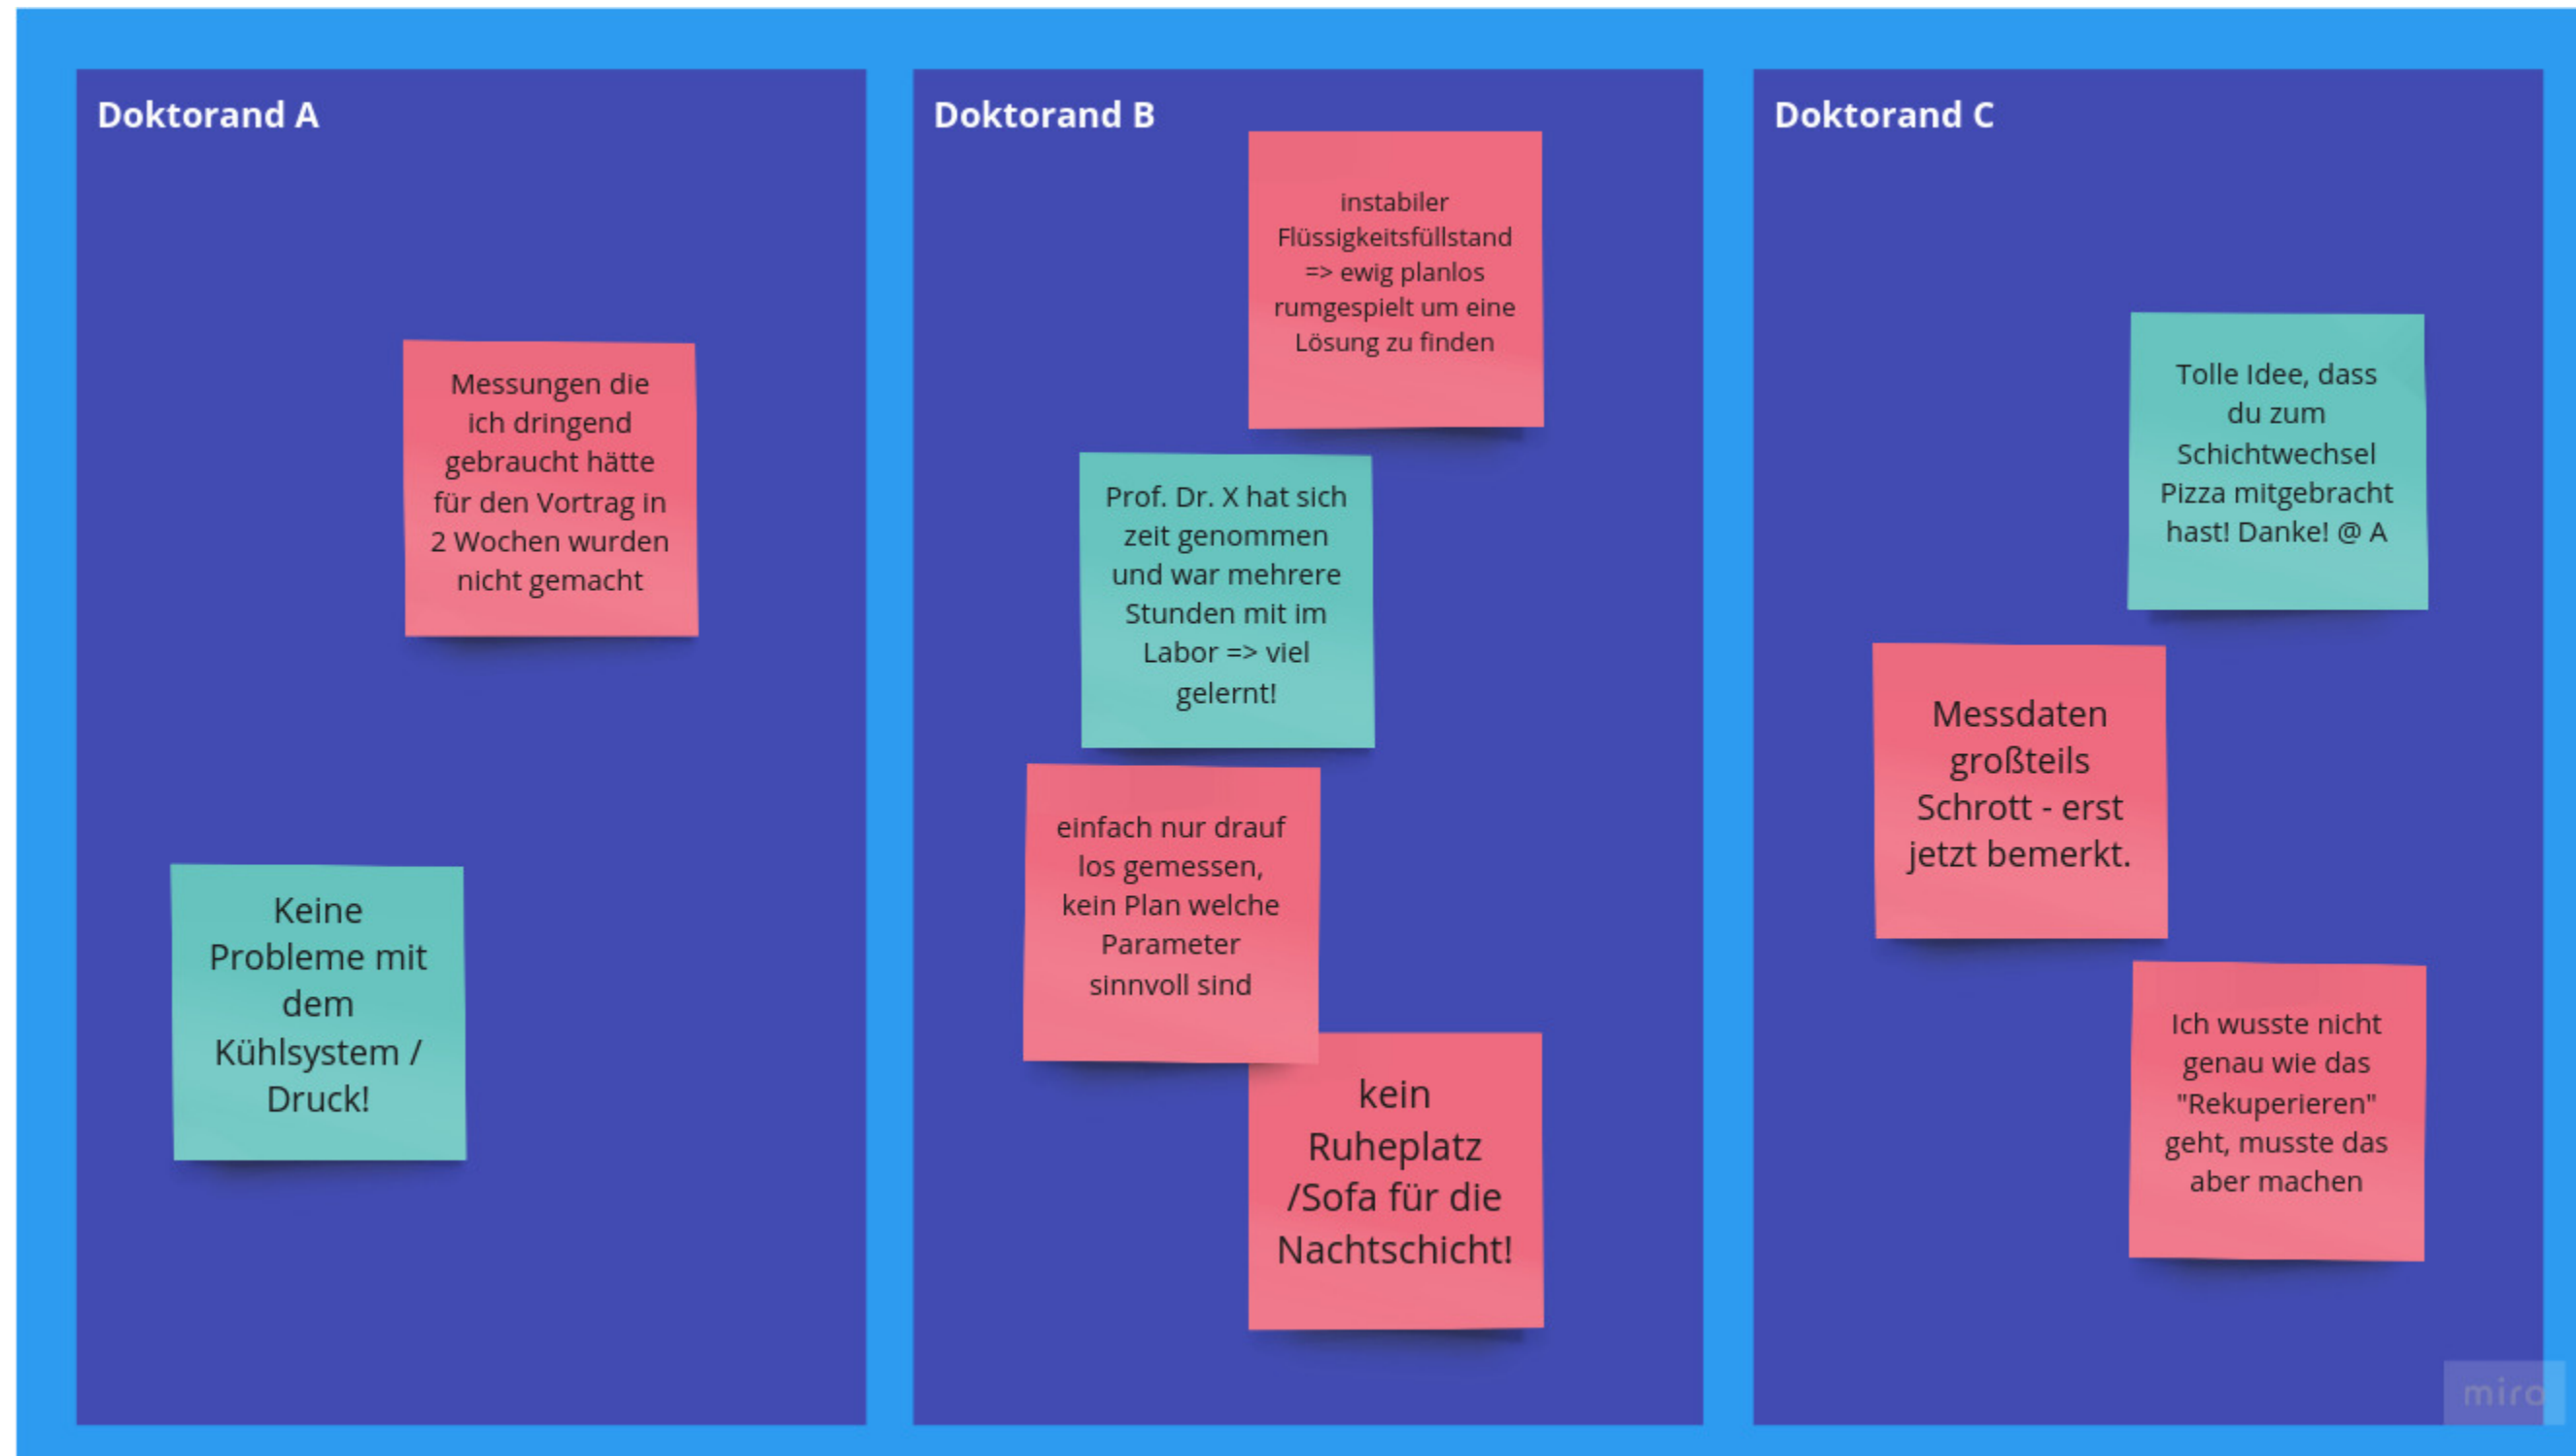 Doktorand A
Messungen die
ich dringend
gebraucht hätte
für den Vortrag in
2 Wochen wurden
nicht gemacht
Keine
Probleme mit
dem
Kühlsystem /
Druck!
Doktorand B
instabiler
Flüssigkeitsfüllstand
=> ewig planlos
rumgespielt um eine
Lösung zu finden
Prof. Dr. X hat sich
zeit genommen
und war mehrere
Stunden mit im
Labor => viel
gelernt!
einfach nur drauf
los gemessen,
kein Plan welche
Parameter
sinnvoll sind
kein
Ruheplatz
/Sofa für die
Nachtschicht!
Doktorand C
Tolle Idee, dass
du zum
Schichtwechsel
Pizza mitgebracht
hast! Danke! @ A
Messdaten
großteils
Schrott - erst
jetzt bemerkt.
Ich wusste nicht
genau wie das
"Rekuperieren"
geht, musste das
aber machen
miro